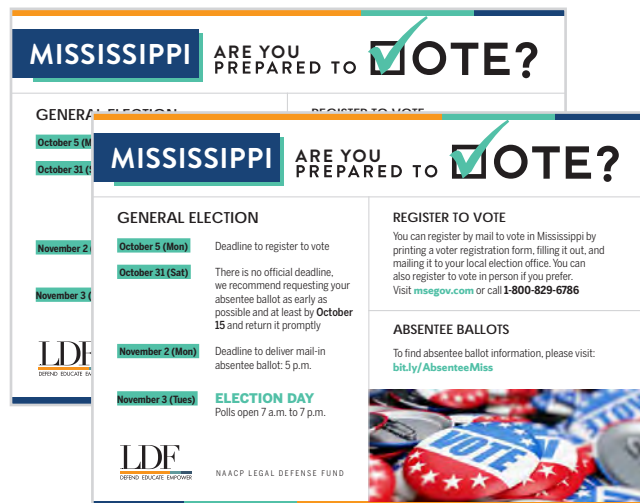 MISSISSIPPI
ARE YOU
PREPARED TO
VOTE?
GENERAL ELECTION
REGISTER TO VOTE
October 5 (M
October 31 (S
November 2
November 3 (
LDF
DEFEND EDUCATE EM
MISSISSIPPI
ARE YOU
PREPARED TO
VOTE?
GENERAL ELECTION
October 5 (Mon)
Deadline to register to vote
October 31 (Sat)
There is no official deadline,
we recommend requesting your
absentee ballot as early as
possible and at least by October
15 and return it promptly
November 2 (Mon)
Deadline to deliver mail-in
absentee ballot: 5 p.m.
November 3 (Tues)
ELECTION DAY
Polls open 7 a.m. to 7 p.m.
LDF
DEFEND EDUCATE EMPOWER
NAACP LEGAL DEFENSE FUND
REGISTER TO VOTE
You can register by mail to vote in Mississippi by
printing a voter registration form, filling it out, and
mailing it to your local election office. You can
also register to vote in person if you prefer.
Visit msegov.com or call 1-800-829-6786
ABSENTEE BALLOTS
To find absentee ballot information, please visit:
bit.ly/AbsenteeMiss
VOTE